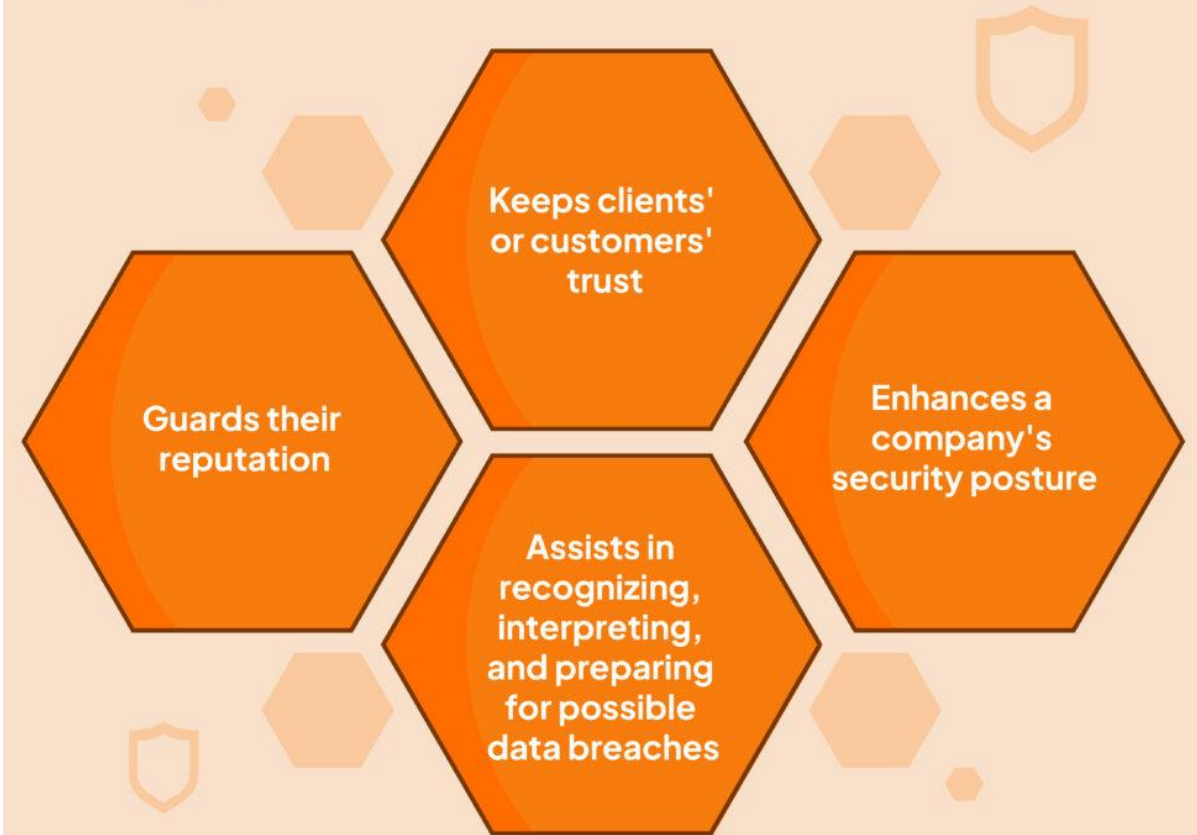 Keeps clients'
or customers'
trust
Guards their
reputation
Enhances a
company's
security posture
Assists in
recognizing,
interpreting,
and preparing
for possible
data breaches